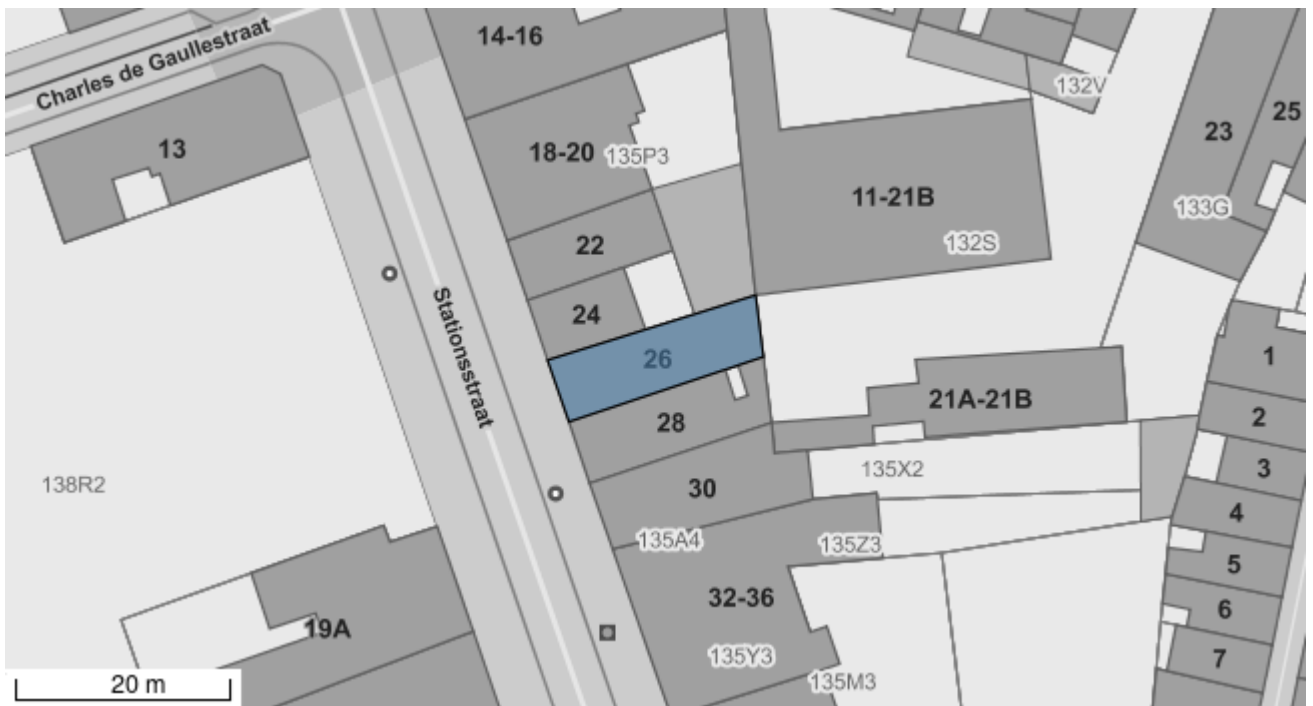 Charles de Gaullestraat
14-16
132V
13
18-20
135P3
23
25
11-21B
133G
22
132S
24
Stationsstraat
26
1
28
21A-21B
2
138R2
30
135X2
3
4
135A4
135Z3
5
32-36
6
19A
135Y3
7
20 m
135M3